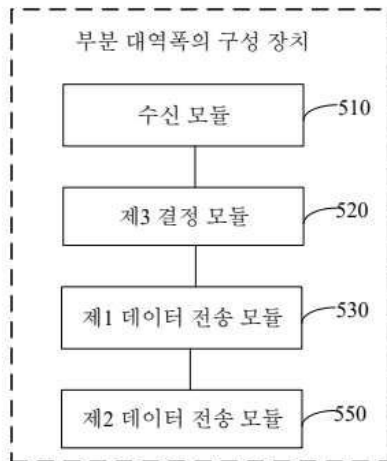 부분 대역폭의 구성 장치
수신 모듈 510
제3 결정 모듈 520
제1 데이터 전송 모듈 530
제2 데이터 전송 모듈 550